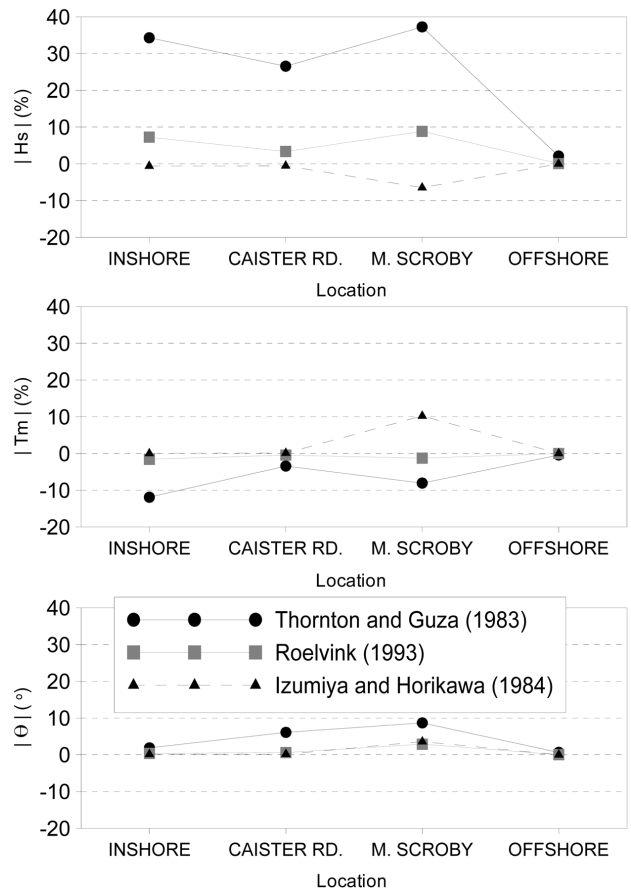 40
30
20
10
0
-10
-20
| Hs | (%)
INSHORE CAISTER RD. M. SCROBY OFFSHORE
Location
40
30
20
10
0
-10
-20
| Tm | (%)
INSHORE CAISTER RD. M. SCROBY OFFSHORE
Location
40
30
20
10
0
-10
-20
| Θ | (°)
Thornton and Guza (1983)
Roelvink (1993)
Izumiya and Horikawa (1984)
INSHORE CAISTER RD. M. SCROBY OFFSHORE
Location